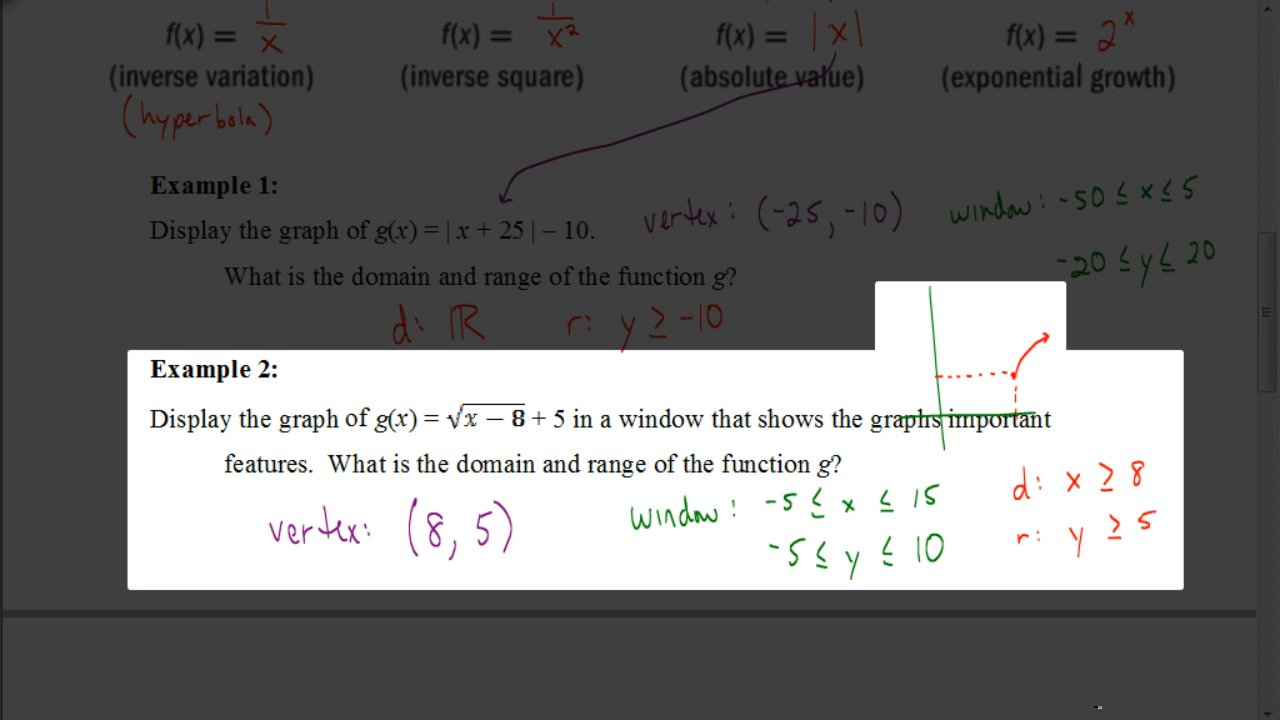 f(x) = 1/x f(x) = 1/x² f(x) = |x| f(x) = 2^x
(inverse variation) (inverse square) (absolute value) (exponential growth)
(hyperbola)
Example 1:
Display the graph of g(x) = | x + 25 | – 10. vertex: (-25, -10) window: -50 ≤ x ≤ 5
-20 ≤ y ≤ 20
What is the domain and range of the function g?
d: ℝ r: y ≥ -10
Example 2:
Display the graph of g(x) = √x − 8 + 5 in a window that shows the graphs important
features. What is the domain and range of the function g?
vertex: (8, 5) window: -5 ≤ x ≤ 15 d: x ≥ 8
-5 ≤ y ≤ 10 r: y ≥ 5